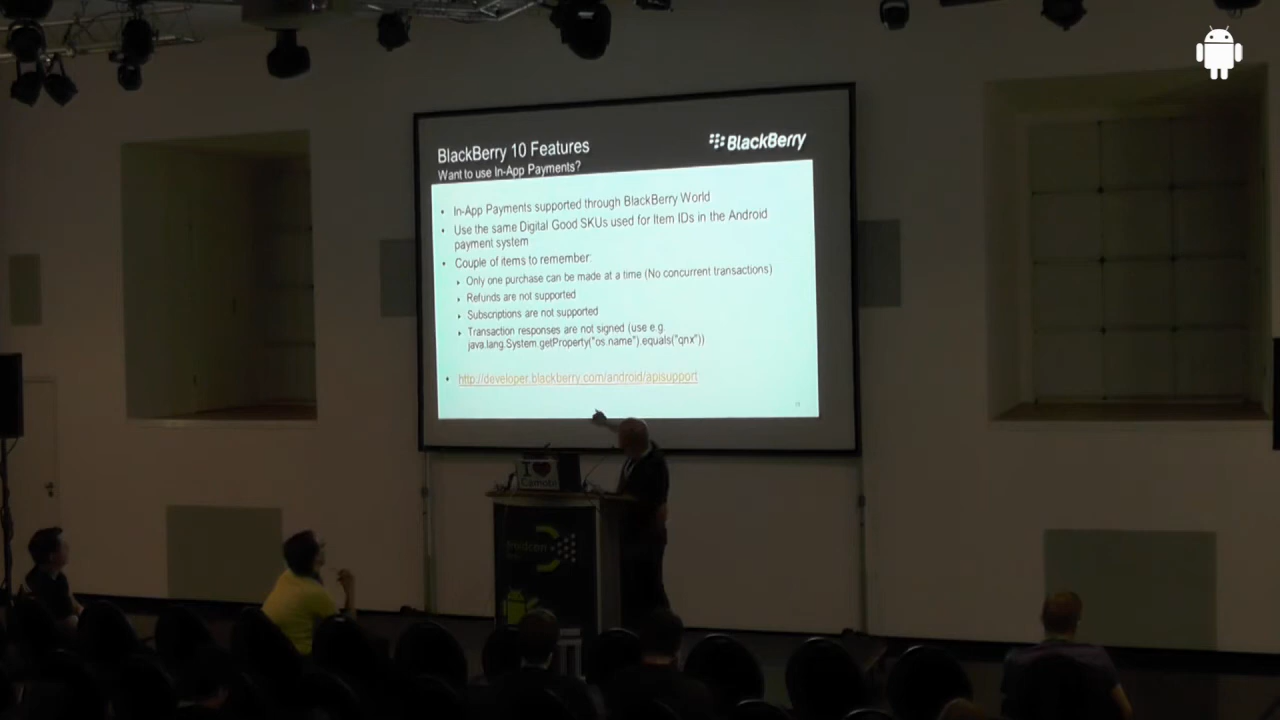 BlackBerry 10 Features
BlackBerry
Want to use In-App Payments?
• In-App Payments supported through BlackBerry World
• Use the same Digital Good SKUs used for Item IDs in the Android
payment system
• Couple of items to remember:
‣ Only one purchase can be made at a time (No concurrent transactions)
‣ Refunds are not supported
‣ Subscriptions are not supported
‣ Transaction responses are not signed (use e.g.
java.lang.System.getProperty("os.name").equals("qnx"))
• http://developer.blackberry.com/android/apisupport
I